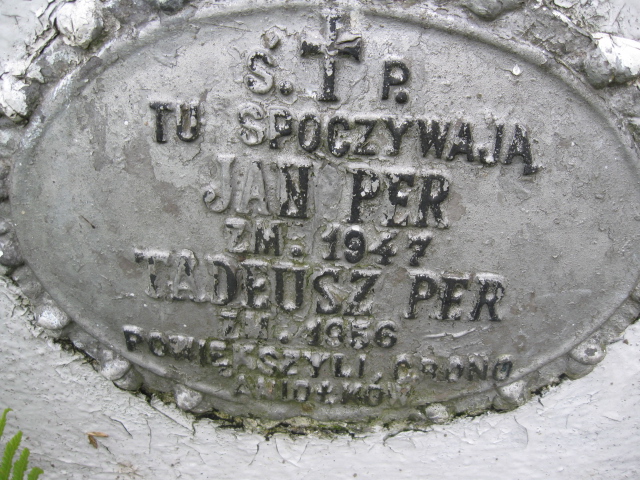 Ś. P.
TU SPOCZYWAJĄ
JAN PER
ZM. 1947
TADEUSZ PER
ZM. 1956
POWIĘKSZYLI GRONO
ANIOŁKÓW